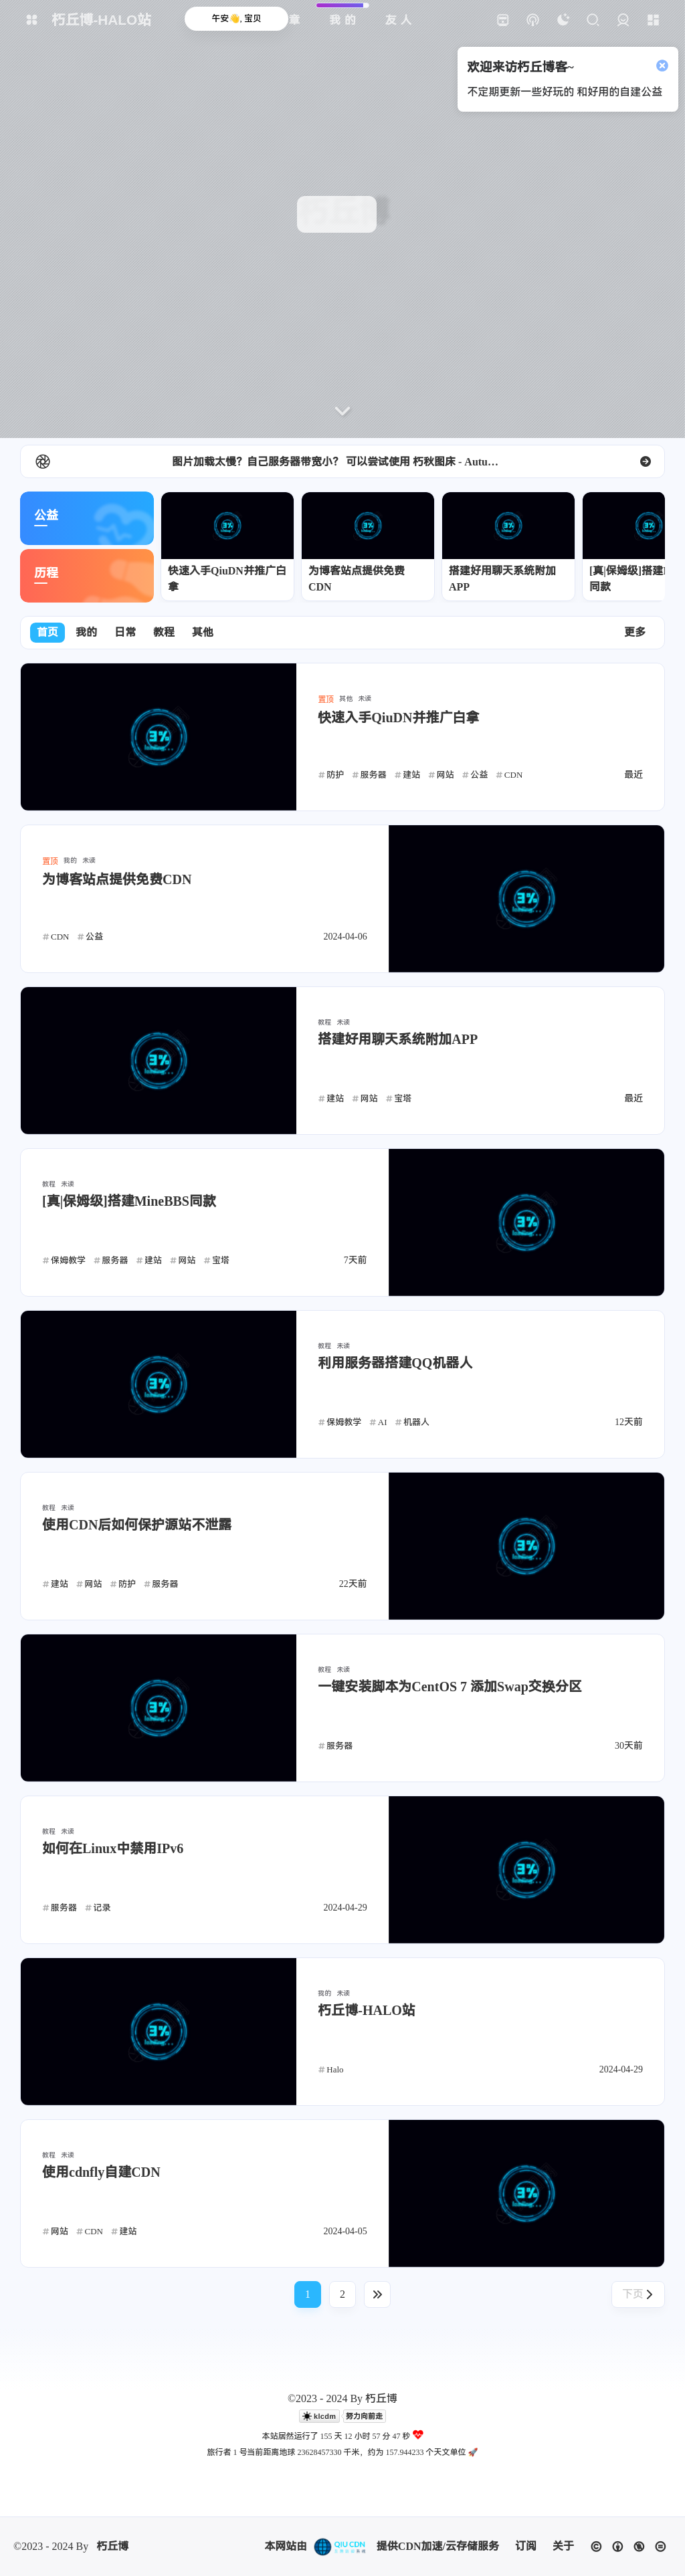 朽丘博-HALO站
午安👋, 宝贝
章
我的
友人
欢迎来访朽丘博客~
不定期更新一些好玩的 和好用的自建公益
图片加载太慢？自己服务器带宽小？ 可以尝试使用 朽秋图床 - Autu…
公益
历程
3%
快速入手QiuDN并推广白拿
3%
为博客站点提供免费CDN
3%
搭建好用聊天系统附加APP
3%
[真|保姆级]搭建
同款
首页 我的 日常 教程 其他 更多
3%
loading...
置顶 其他 未读
快速入手QiuDN并推广白拿
#防护 #服务器 #建站 #网站 #公益 #CDN 最近
置顶 我的 未读
为博客站点提供免费CDN
#CDN #公益 2024-04-06
3%
loading...
3%
loading...
教程 未读
搭建好用聊天系统附加APP
#建站 #网站 #宝塔 最近
教程 未读
[真|保姆级]搭建MineBBS同款
#保姆教学 #服务器 #建站 #网站 #宝塔 7天前
3%
loading...
3%
loading...
教程 未读
利用服务器搭建QQ机器人
#保姆教学 #AI #机器人 12天前
教程 未读
使用CDN后如何保护源站不泄露
#建站 #网站 #防护 #服务器 22天前
3%
loading...
3%
loading...
教程 未读
一键安装脚本为CentOS 7 添加Swap交换分区
#服务器 30天前
教程 未读
如何在Linux中禁用IPv6
#服务器 #记录 2024-04-29
3%
loading...
3%
loading...
我的 未读
朽丘博-HALO站
#Halo 2024-04-29
教程 未读
使用cdnfly自建CDN
#网站 #CDN #建站 2024-04-05
3%
loading...
1 2 下页
©2023 - 2024 By 朽丘博
klcdm 努力向前走
本站居然运行了 155 天 12 小时 57 分 47 秒
旅行者 1 号当前距离地球 23628457330 千米，约为 157.944233 个天文单位 🚀
©2023 - 2024 By 朽丘博
本网站由 QIU CDN 提供CDN加速/云存储服务 订阅 关于